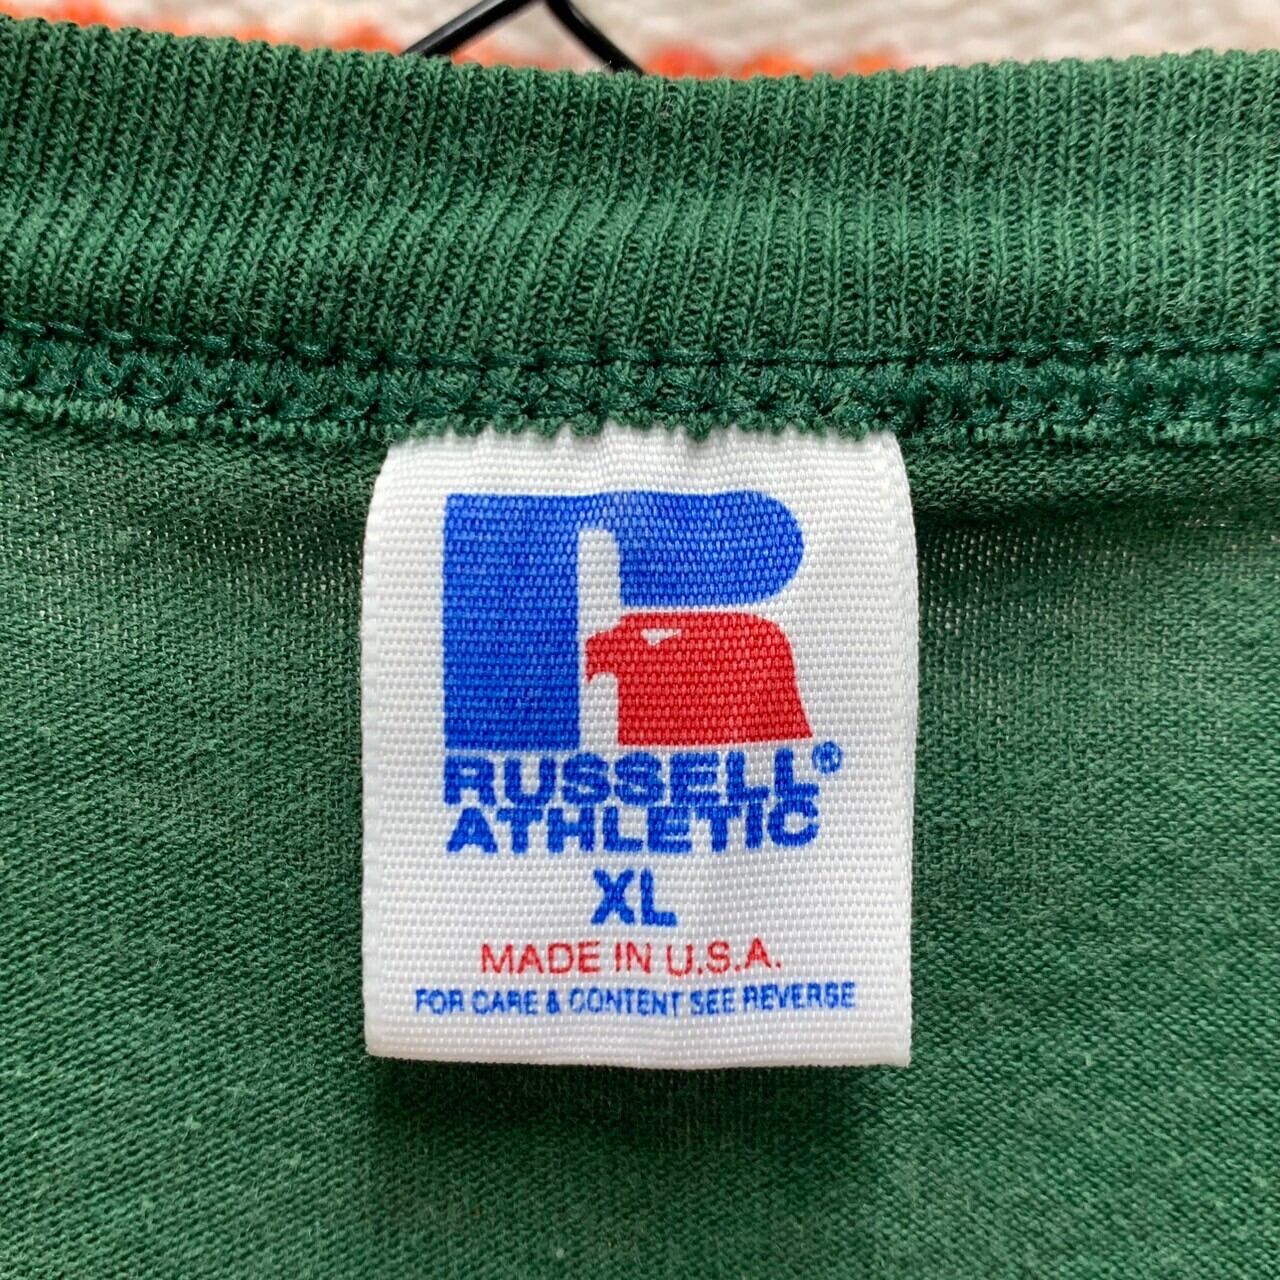 RUSSELL®
ATHLETIC
XL
MADE IN U.S.A.
FOR CARE & CONTENT SEE REVERSE